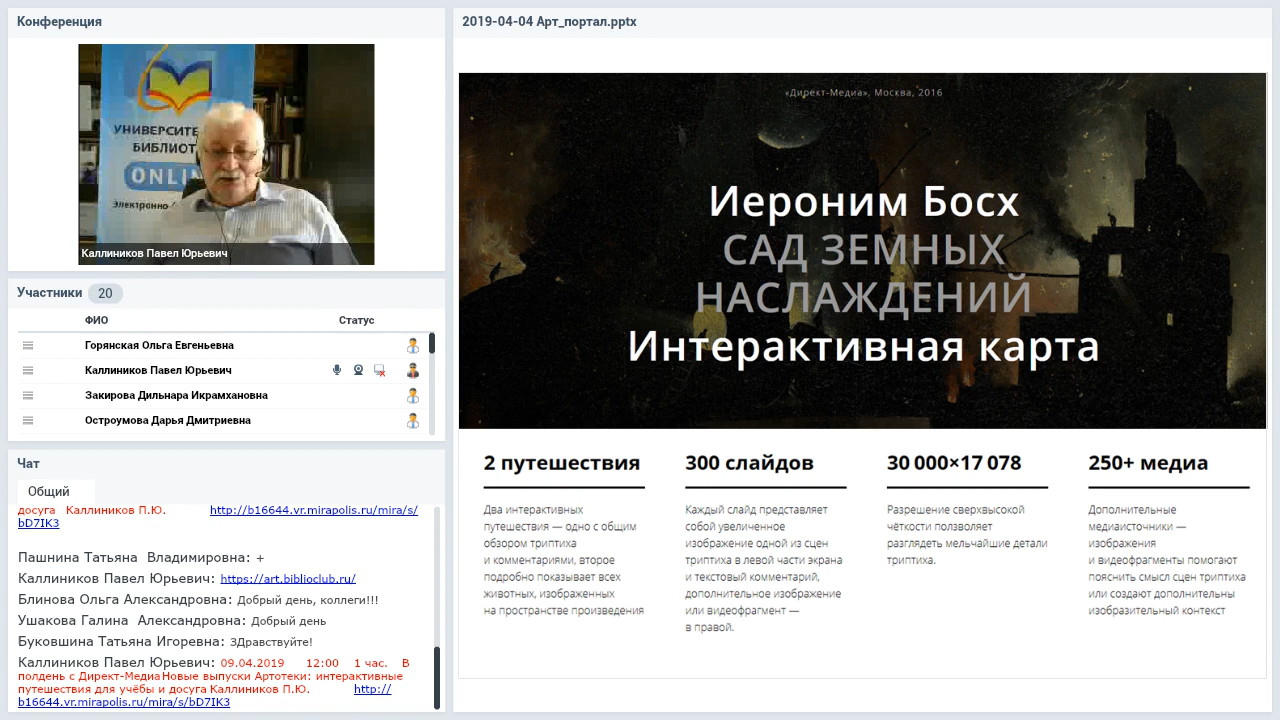 Конференция
УНИВЕРСИТЕ
БИБЛИОТ
ONLIN
Электронно
Каллиников Павел Юрьевич
Участники 20
ФИО Статус
Горянская Ольга Евгеньевна
Каллиников Павел Юрьевич
Закирова Дильнара Икрамхановна
Остроумова Дарья Дмитриевна
Чат
Общий
досуга Каллиников П.Ю. http://b16644.vr.mirapolis.ru/mira/s/
bD7IK3
Пашнина Татьяна Владимировна: +
Каллиников Павел Юрьевич: https://art.biblioclub.ru/
Блинова Ольга Александровна: Добрый день, коллеги!!!
Ушакова Галина Александровна: Добрый день
Буковшина Татьяна Игоревна: ЗДравствуйте!
Каллиников Павел Юрьевич: 09.04.2019 12:00 1 час. В
полдень с Директ-Медиа Новые выпуски Артотеки: интерактивные
путешествия для учёбы и досуга Каллиников П.Ю. http://
b16644.vr.mirapolis.ru/mira/s/bD7IK3
2019-04-04 Арт_портал.pptx
«Директ-Медиа», Москва, 2016
Иероним Босх
САД ЗЕМНЫХ
НАСЛАЖДЕНИЙ
Интерактивная карта
2 путешествия
Два интерактивных
путешествия — одно с общим
обзором триптиха
и комментариями, второе
подробно показывает всех
животных, изображенных
на пространстве произведения
300 слайдов
Каждый слайд представляет
собой увеличенное
изображение одной из сцен
триптиха в левой части экрана
и текстовый комментарий,
дополнительное изображение
или видеофрагмент —
в правой.
30 000×17 078
Разрешение сверхвысокой
чёткости ползволяет
разглядеть мельчайшие детали
триптиха.
250+ медиа
Дополнительные
медиаисточники —
изображения
и видеофрагменты помогают
пояснить смысл сцен триптиха
или создают дополнительны
изобразительный контекст